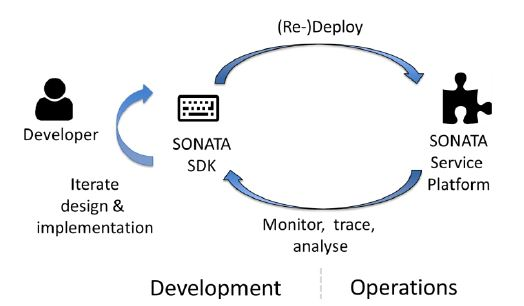 (Re-)Deploy
Developer
SONATA
SDK
SONATA
Service
Platform
Iterate
design &
implementation
Monitor, trace,
analyse
Development
Operations